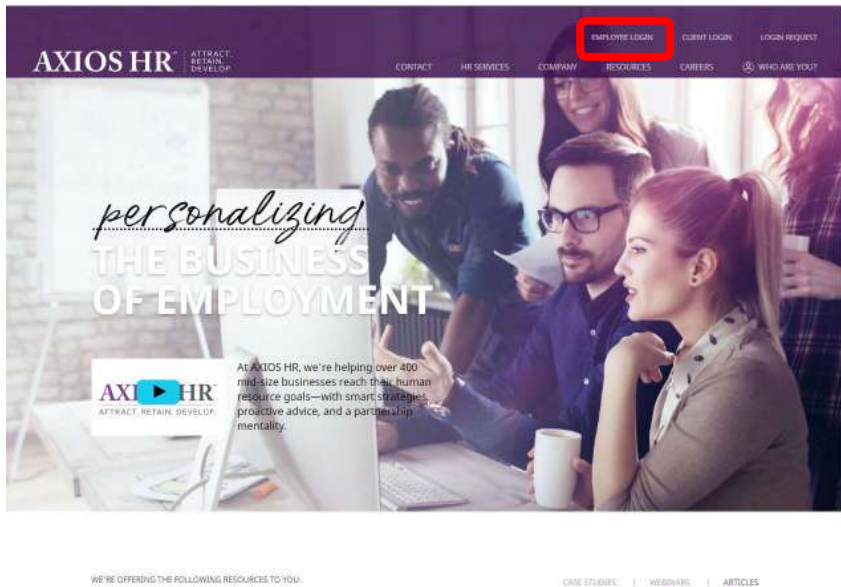 EMPLOYEE LOGIN CLIENT LOGIN LOGIN REQUEST
AXIOS HR™ ATTRACT.
RETAIN.
DEVELOP.
CONTACT HR SERVICES COMPANY RESOURCES CAREERS WHO ARE YOU?
personalizing
THE BUSINESS
OF EMPLOYMENT
At AXIOS HR, we're helping over 400
mid-size businesses reach their human
resource goals—with smart strategies,
proactive advice, and a partnership
mentality.
AXI HR
ATTRACT. RETAIN. DEVELOP.
WE'RE OFFERING THE FOLLOWING RESOURCES TO YOU:
CASE STUDIES | WEBINARS | ARTICLES